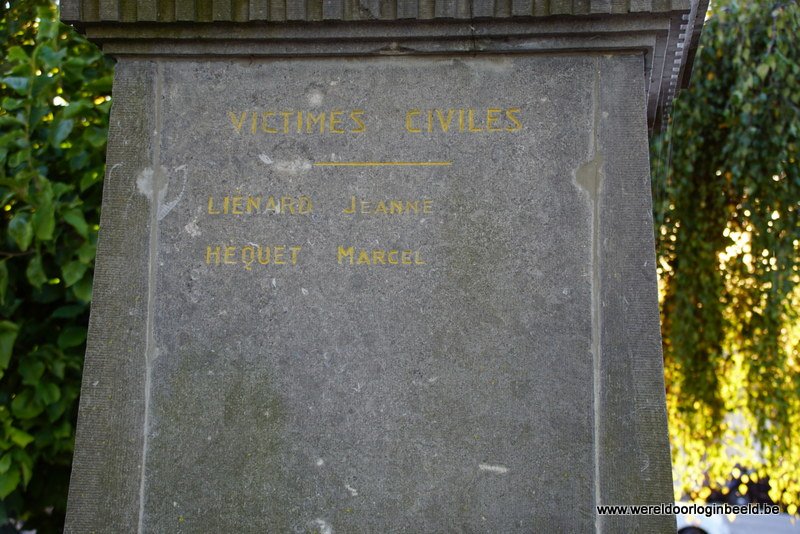 VICTIMES CIVILES
LIÉNARD JEANNE
HEQUET MARCEL
www.wereldoorloginbeeld.be